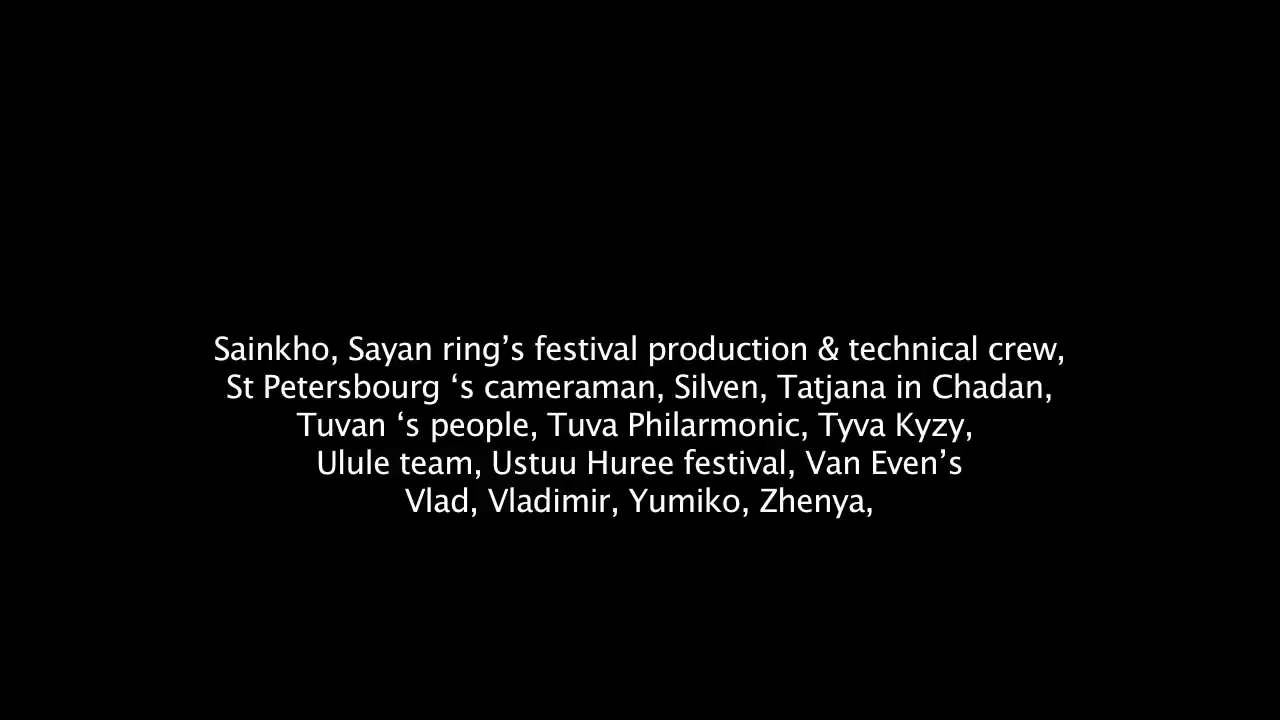 Sainkho, Sayan ring’s festival production & technical crew,
St Petersbourg ‘s cameraman, Silven, Tatjana in Chadan,
Tuvan ‘s people, Tuva Philarmonic, Tyva Kyzy,
Ulule team, Ustuu Huree festival, Van Even’s
Vlad, Vladimir, Yumiko, Zhenya,